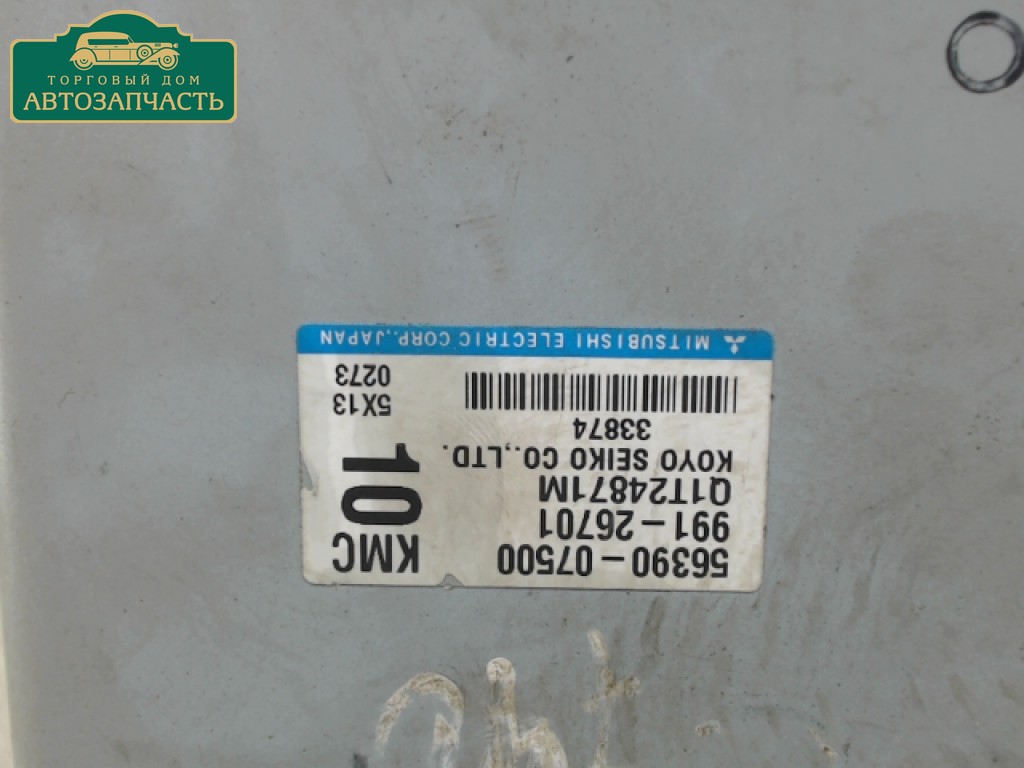 ТОРГОВЫЙ ДОМ
АВТОЗАПЧАСТЬ
56390-07500
991-26701
Q1T24871M
KOYO SEIKO CO.,LTD.
33874
KMC
10
5X13
0273
MITSUBISHI ELECTRIC CORP.,JAPAN